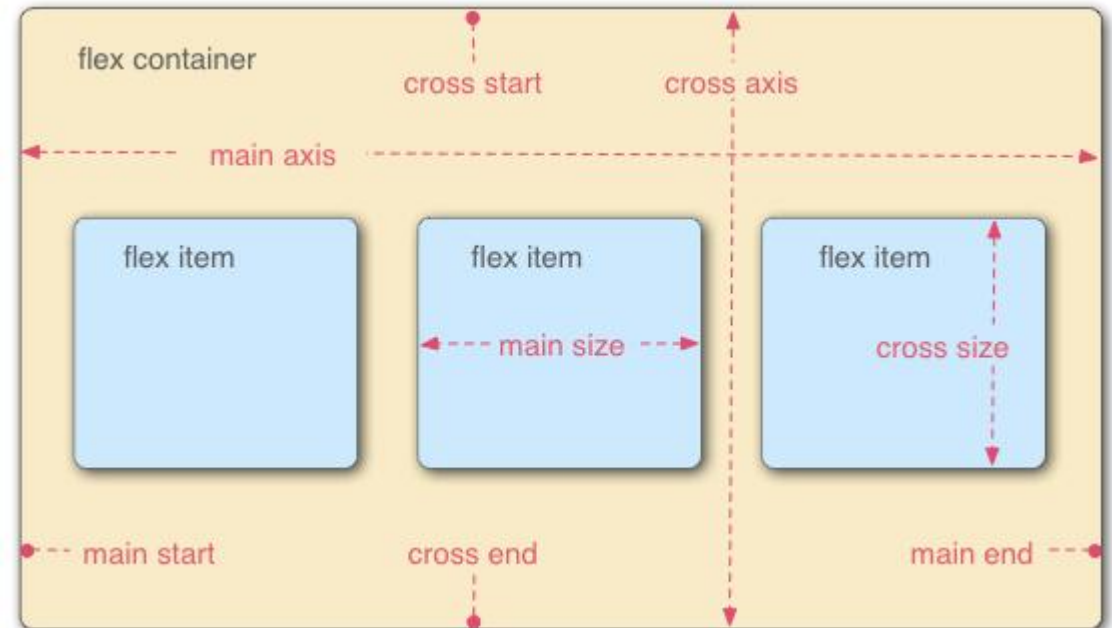 flex container
cross start
cross axis
main axis
flex item
flex item
flex item
main size
cross size
main start
cross end
main end